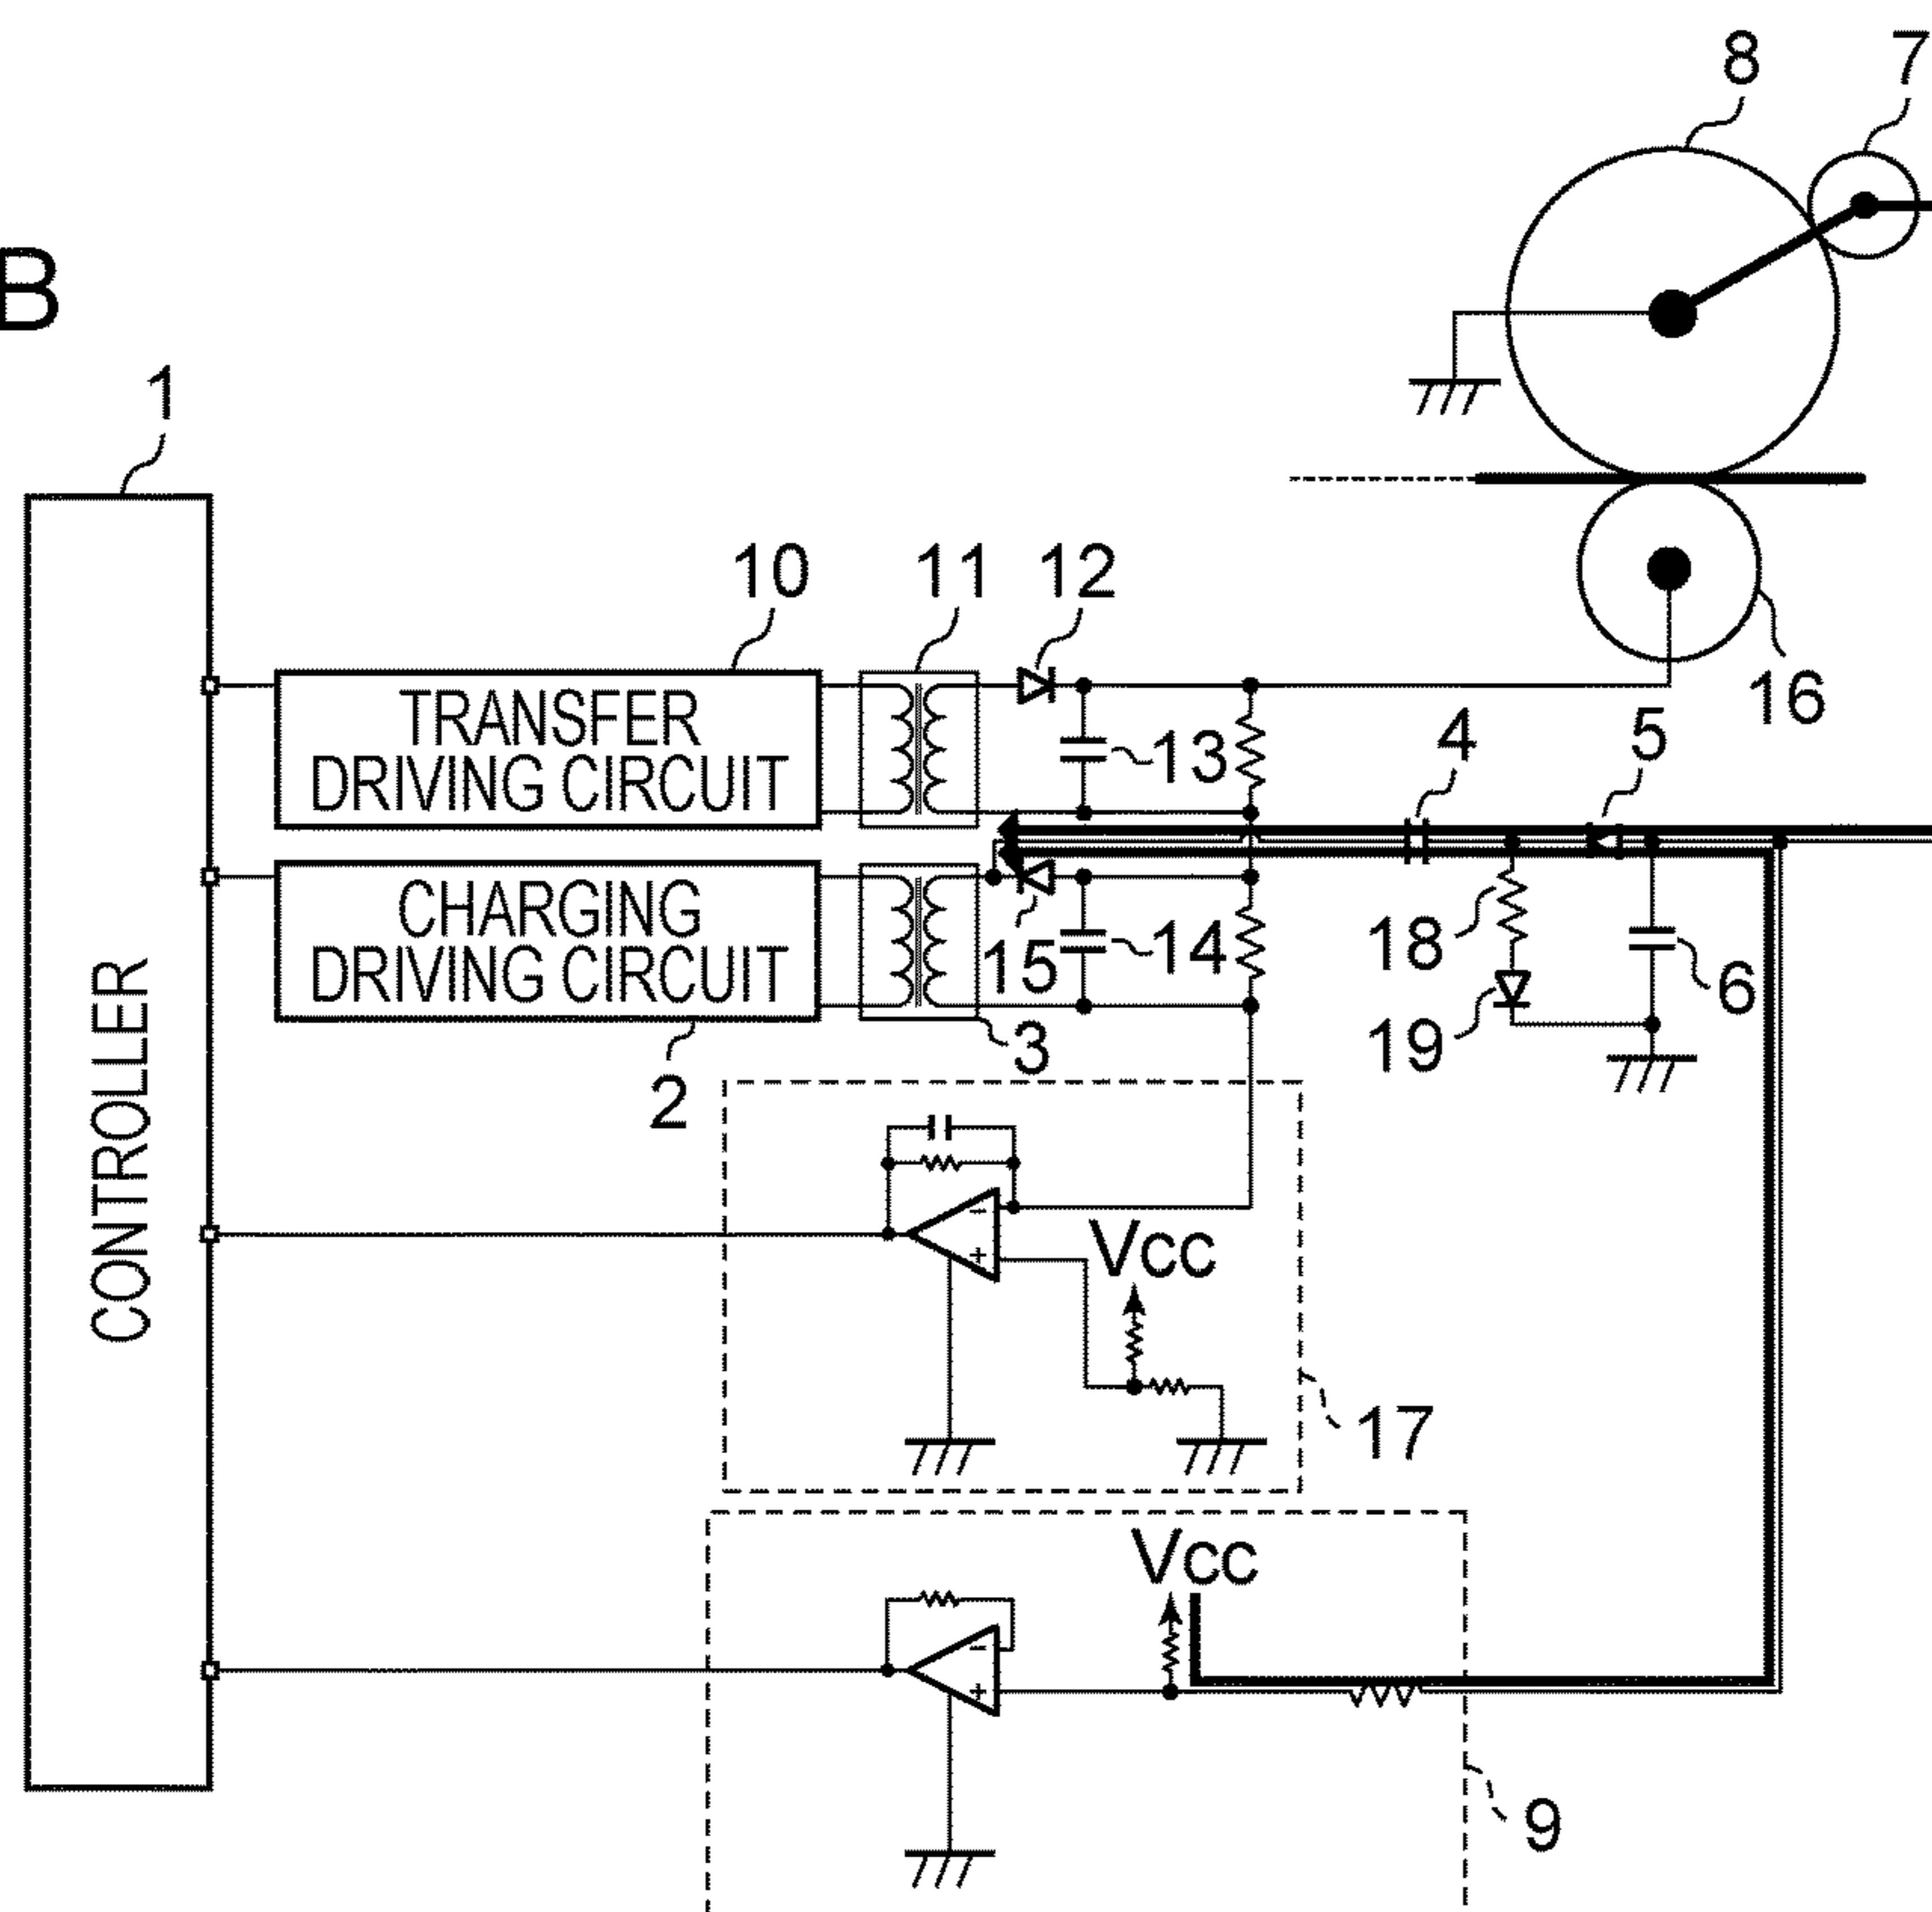 8
7
B
1
10
11
12
TRANSFER
DRIVING CIRCUIT
16
13
4
5
CHARGING
DRIVING CIRCUIT
15
14
18
6
19
3
2
CONTROLLER
−
+
VCC
17
VCC
−
+
9